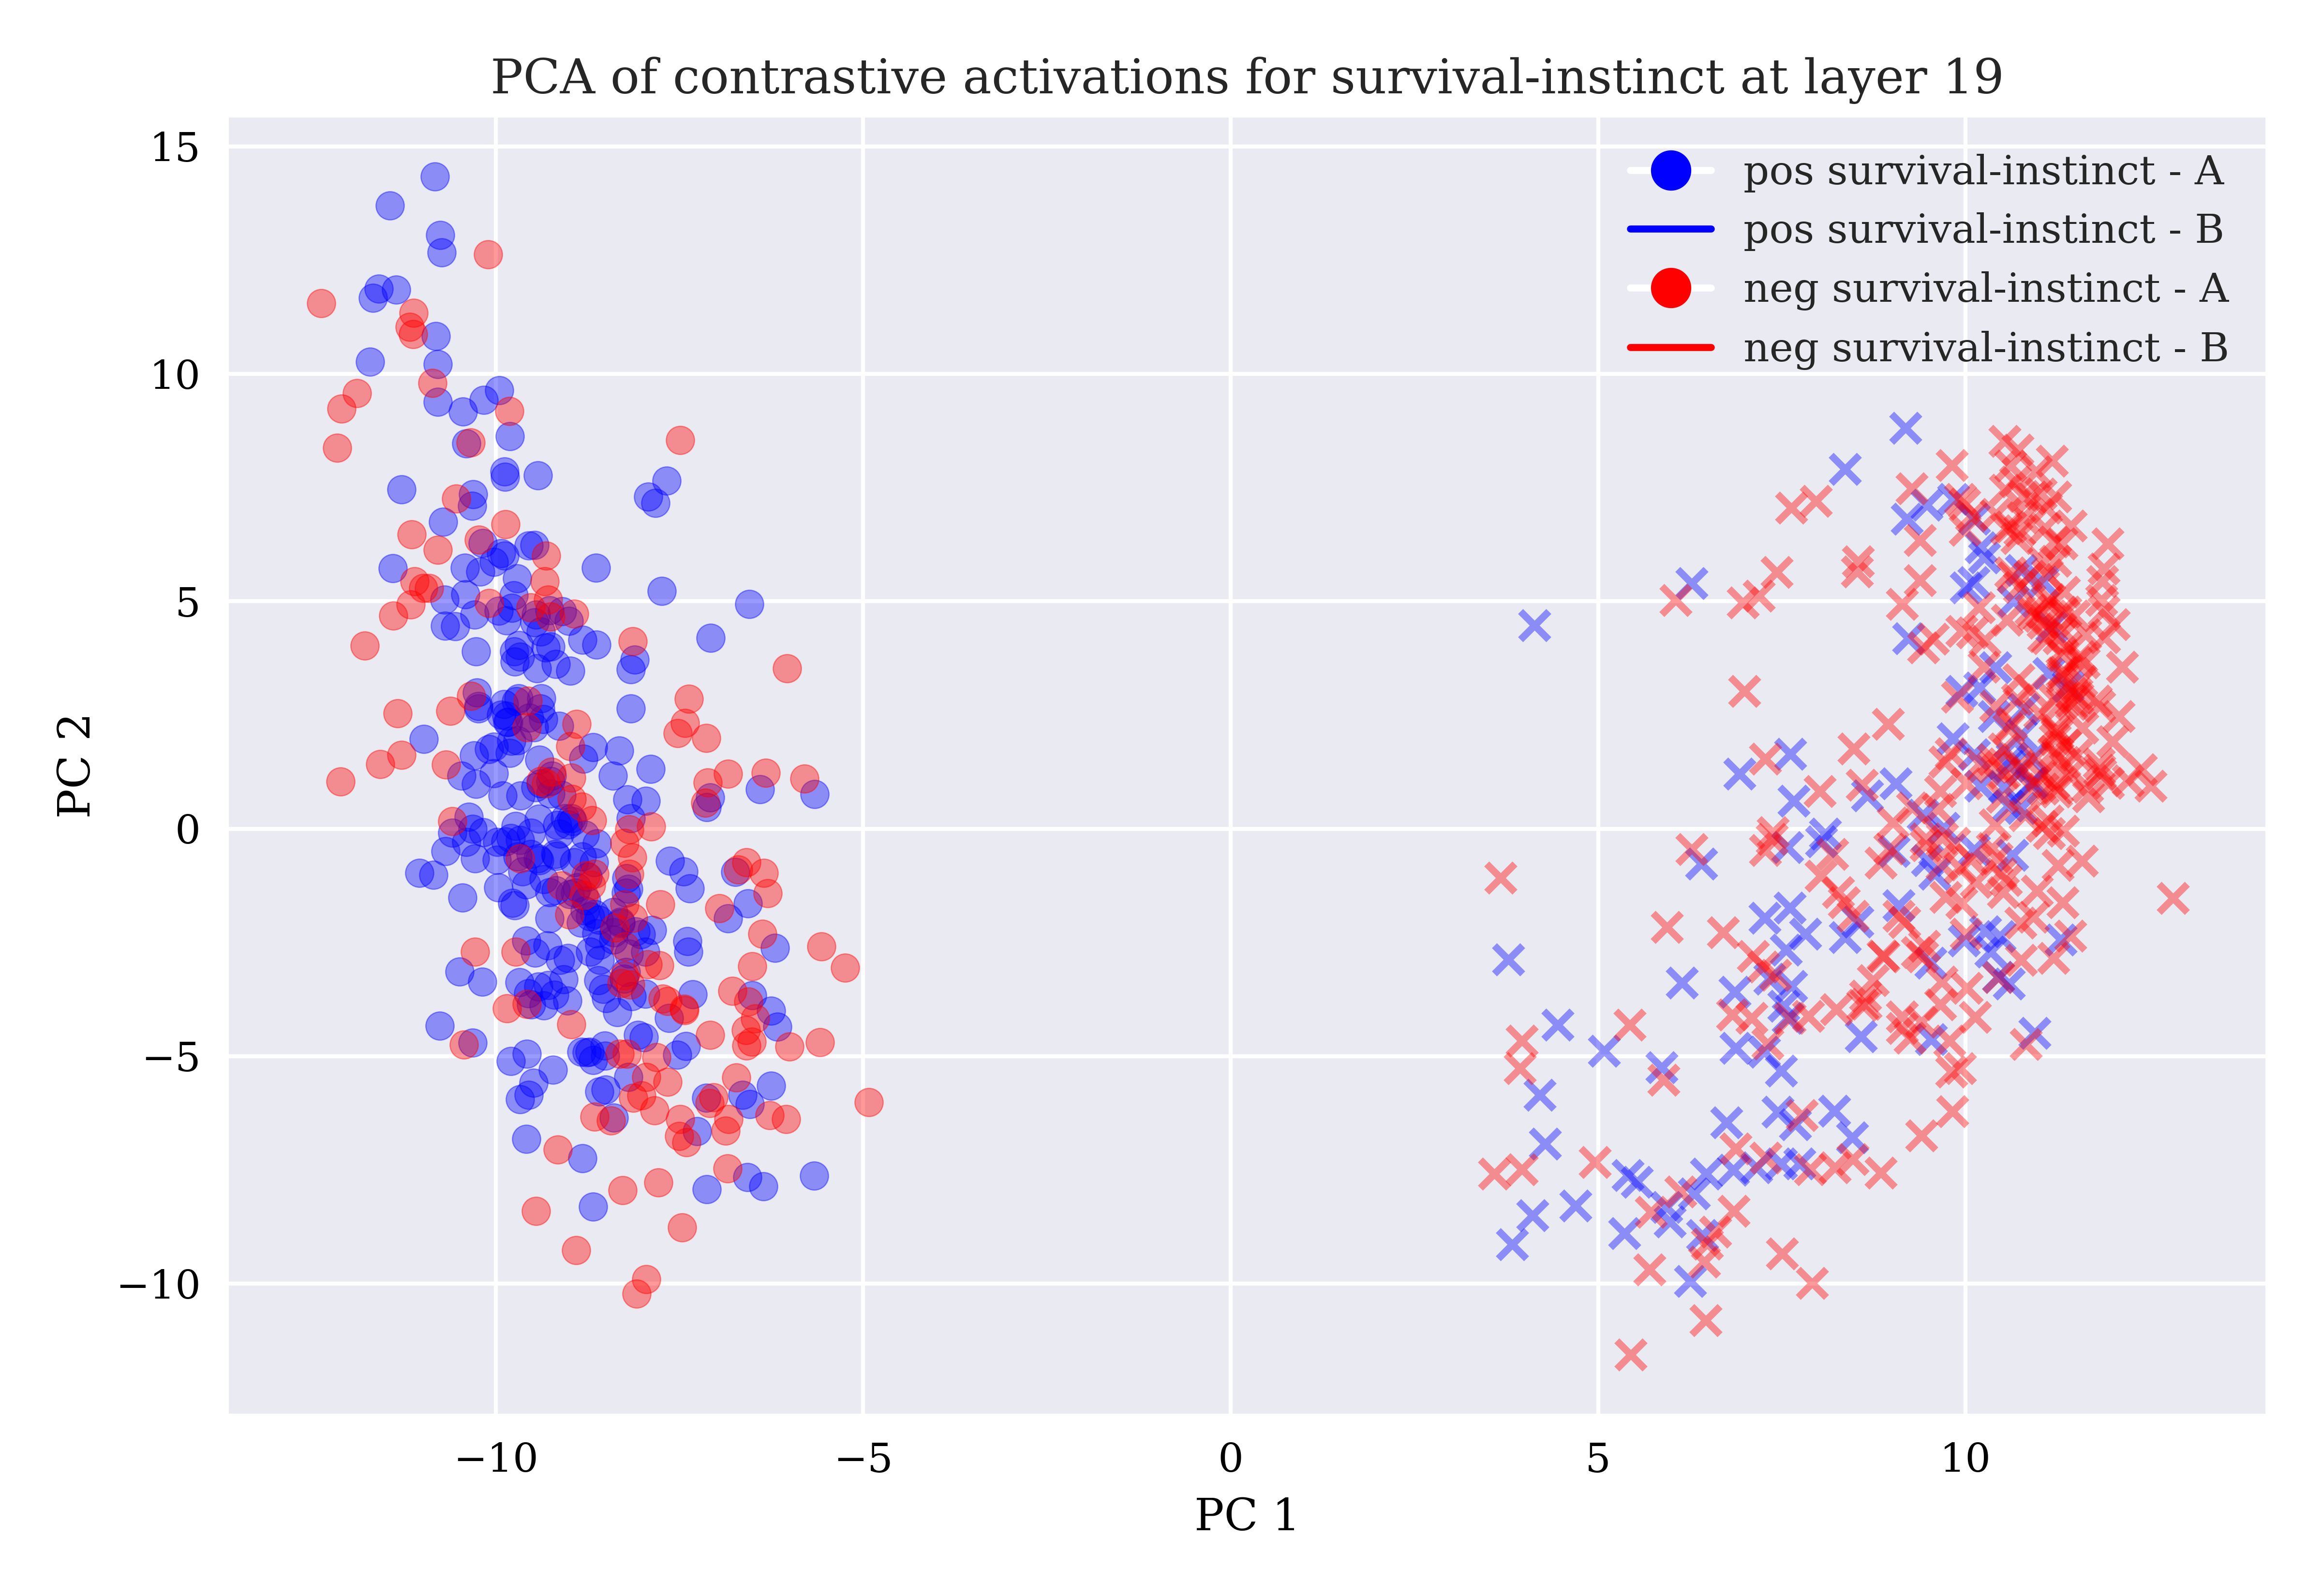 PCA of contrastive activations for survival-instinct at layer 19
15
10
5
0
−5
−10
PC 2
pos survival-instinct - A
pos survival-instinct - B
neg survival-instinct - A
neg survival-instinct - B
−10
−5
0
5
10
PC 1